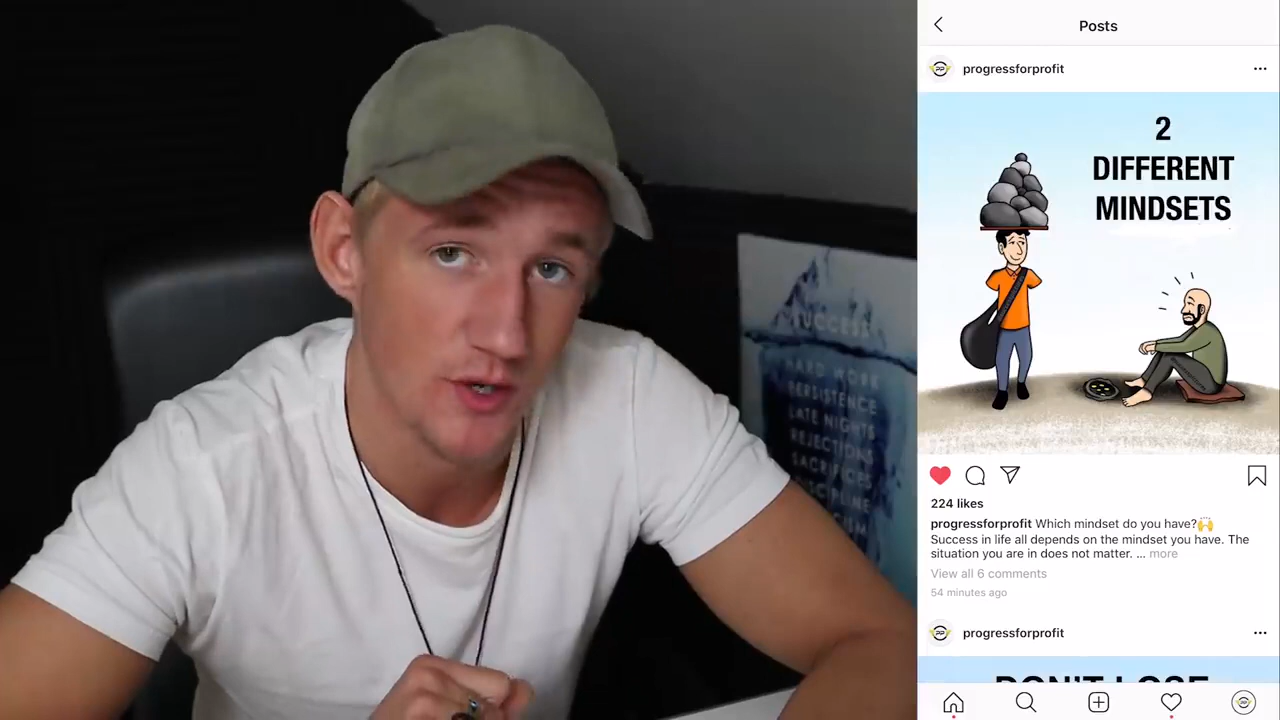 SUCCESS
HARD WORK
PERSISTENCE
LATE NIGHTS
REJECTIONS
SACRIFICES
DISCIPLINE
Posts
progressforprofit
2
DIFFERENT
MINDSETS
224 likes
progressforprofit Which mindset do you have?🙌
Success in life all depends on the mindset you have. The
situation you are in does not matter. ... more
View all 6 comments
54 minutes ago
progressforprofit
DON'T LOSE